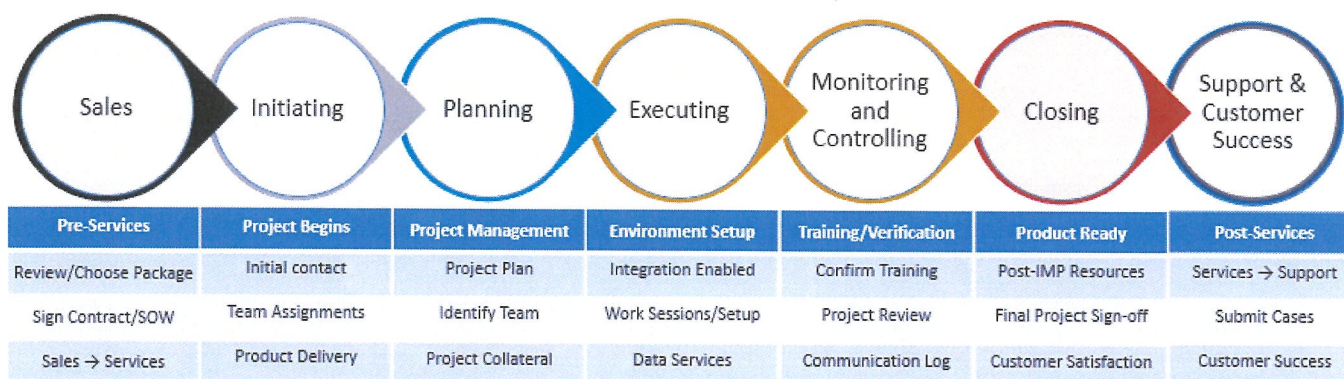 Sales
Initiating
Planning
Executing
Monitoring
and
Controlling
Closing
Support &
Customer
Success
Pre-Services
Project Begins
Project Management
Environment Setup
Training/Verification
Product Ready
Post-Services
Review/Choose Package
Initial contact
Project Plan
Integration Enabled
Confirm Training
Post-IMP Resources
Services → Support
Sign Contract/SOW
Team Assignments
Identify Team
Work Sessions/Setup
Project Review
Final Project Sign-off
Submit Cases
Sales → Services
Product Delivery
Project Collateral
Data Services
Communication Log
Customer Satisfaction
Customer Success